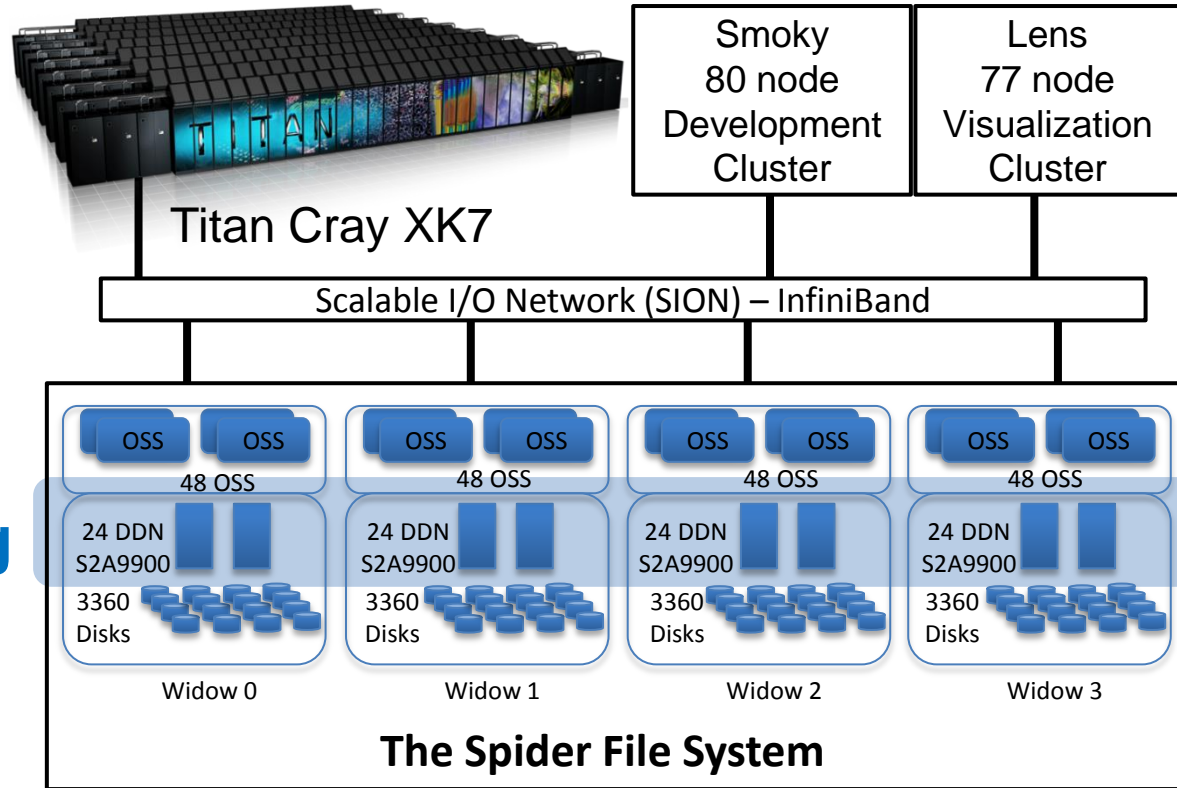 TITAN
Titan Cray XK7
Smoky
80 node
Development
Cluster
Lens
77 node
Visualization
Cluster
Scalable I/O Network (SION) – InfiniBand
OSS OSS
48 OSS
24 DDN
S2A9900
3360
Disks
Widow 0
OSS OSS
48 OSS
24 DDN
S2A9900
3360
Disks
Widow 1
OSS OSS
48 OSS
24 DDN
S2A9900
3360
Disks
Widow 2
OSS OSS
48 OSS
24 DDN
S2A9900
3360
Disks
Widow 3
The Spider File System